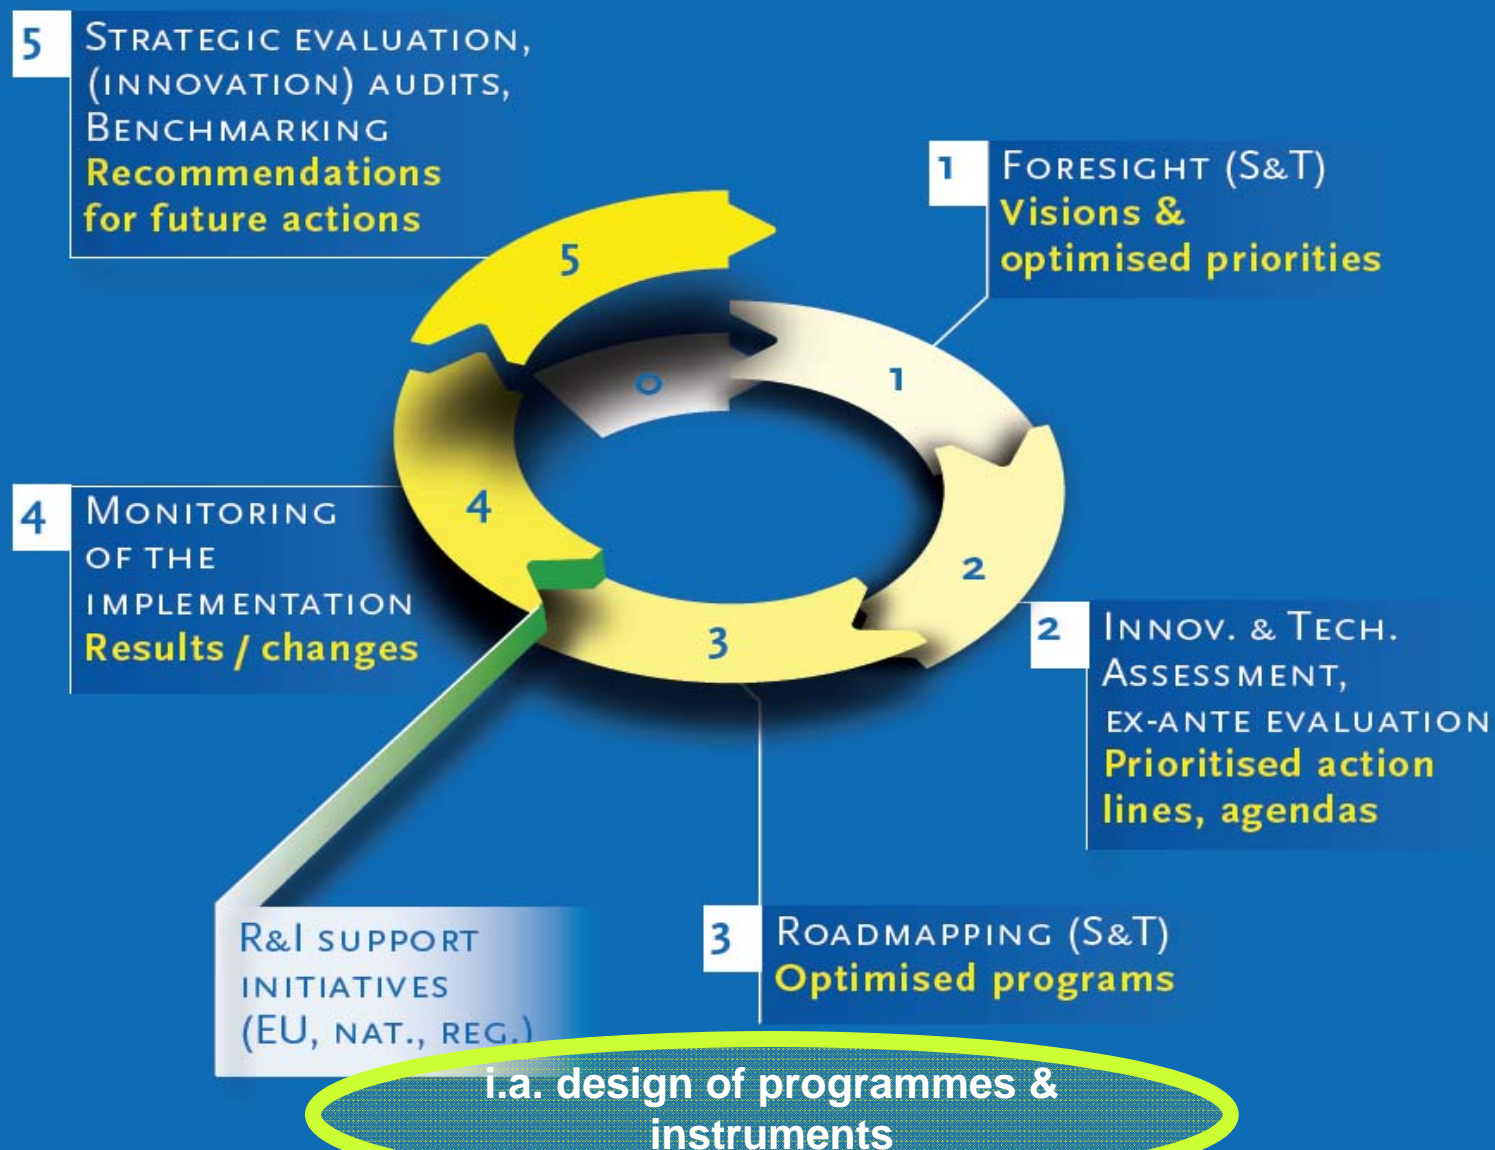 5
STRATEGIC EVALUATION,
(INNOVATION) AUDITS,
BENCHMARKING
Recommendations
for future actions
1
FORESIGHT (S&T)
Visions &
optimised priorities
5
0
1
4
2
3
4
MONITORING
OF THE
IMPLEMENTATION
Results / changes
2
INNOV. & TECH.
ASSESSMENT,
EX-ANTE EVALUATION
Prioritised action
lines, agendas
R&I SUPPORT
INITIATIVES
(EU, NAT., REG.)
3
ROADMAPPING (S&T)
Optimised programs
i.a. design of programmes &
instruments